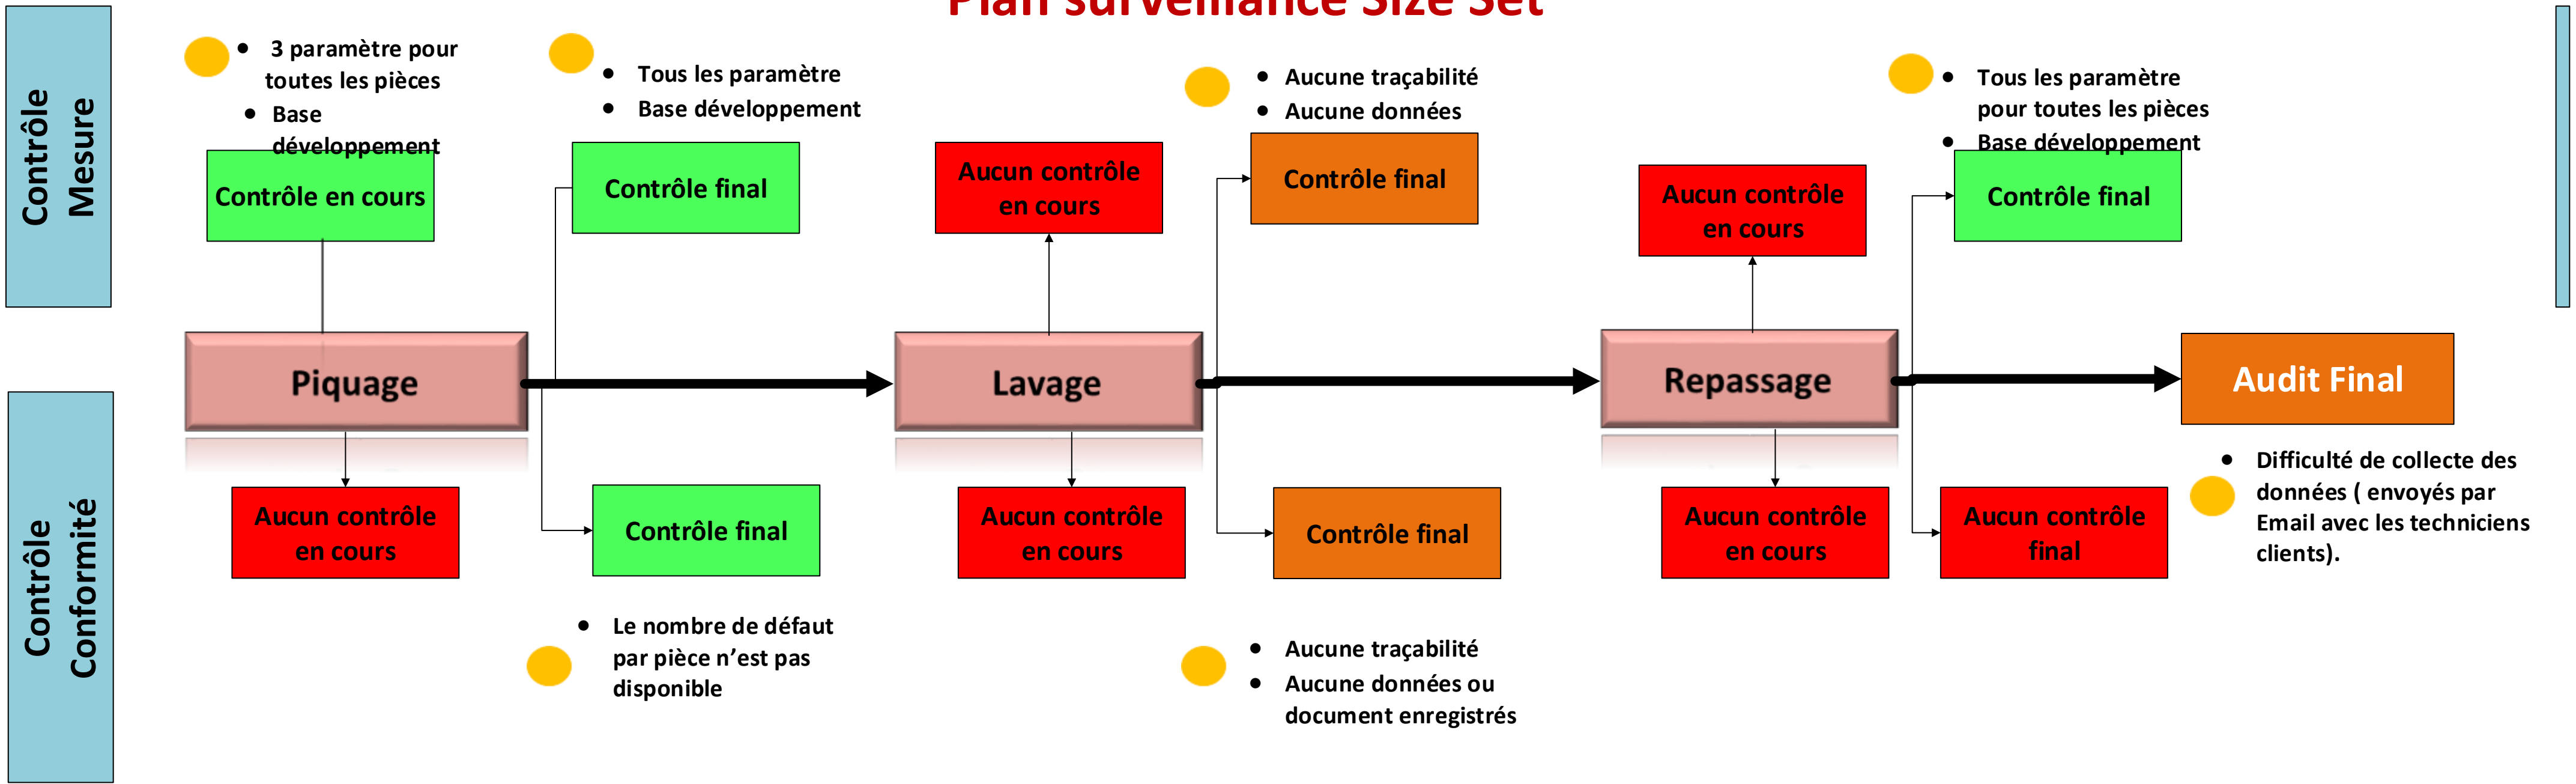 Plan surveillance Size Set
Contrôle
Mesure
• 3 paramètre pour
toutes les pièces
• Base
développement
Contrôle en cours
• Tous les paramètre
• Base développement
Contrôle final
Aucun contrôle
en cours
• Aucune traçabilité
• Aucune données
Contrôle final
Aucun contrôle
en cours
• Tous les paramètre
pour toutes les pièces
• Base développement
Contrôle final
Piquage
Lavage
Repassage
Audit Final
Contrôle
Conformité
Aucun contrôle
en cours
Contrôle final
• Le nombre de défaut
par pièce n’est pas
disponible
Aucun contrôle
en cours
Contrôle final
• Aucune traçabilité
• Aucune données ou
document enregistrés
Aucun contrôle
en cours
Aucun contrôle
final
• Difficulté de collecte des
données ( envoyés par
Email avec les techniciens
clients).